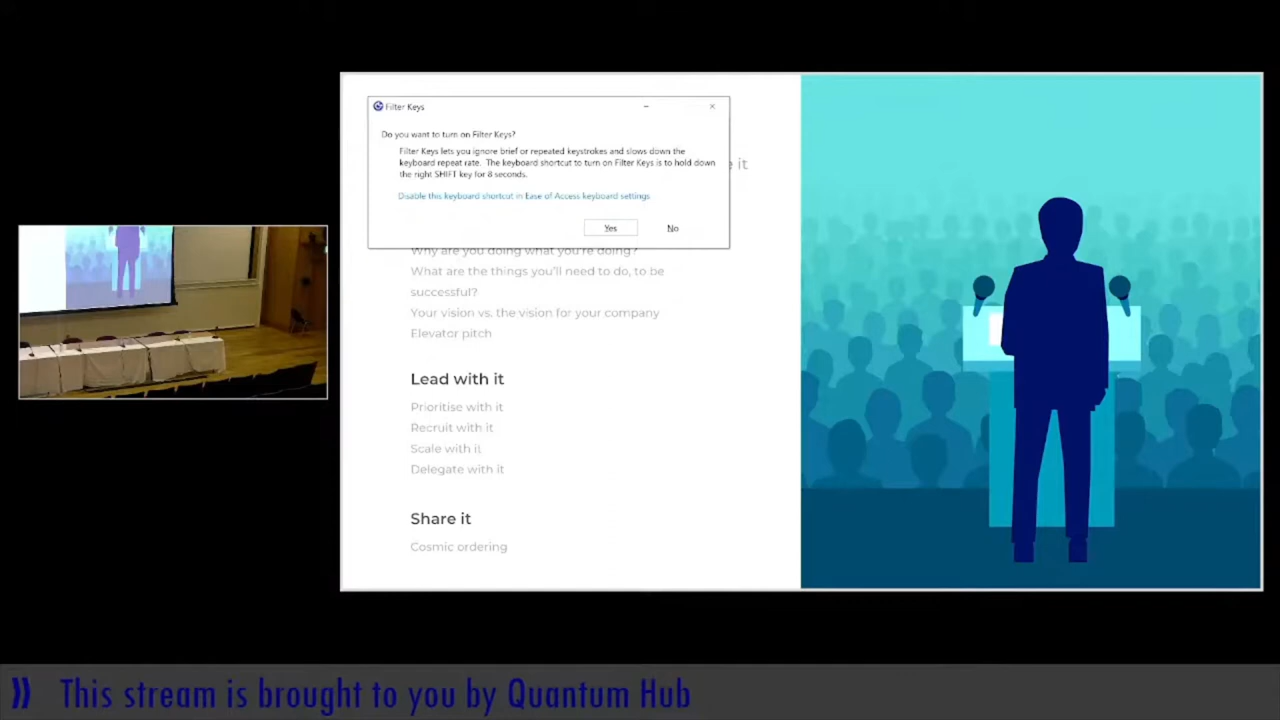 Filter Keys
Do you want to turn on Filter Keys?
Filter Keys lets you ignore brief or repeated keystrokes and slows down the
keyboard repeat rate. The keyboard shortcut to turn on Filter Keys is to hold down
the right SHIFT key for 8 seconds.
it
Disable this keyboard shortcut in Ease of Access keyboard settings
Yes No
Why are you doing what you're doing?
What are the things you'll need to do, to be
successful?
Your vision vs. the vision for your company
Elevator pitch
Lead with it
Prioritise with it
Recruit with it
Scale with it
Delegate with it
Share it
Cosmic ordering
This stream is brought to you by Quantum Hub